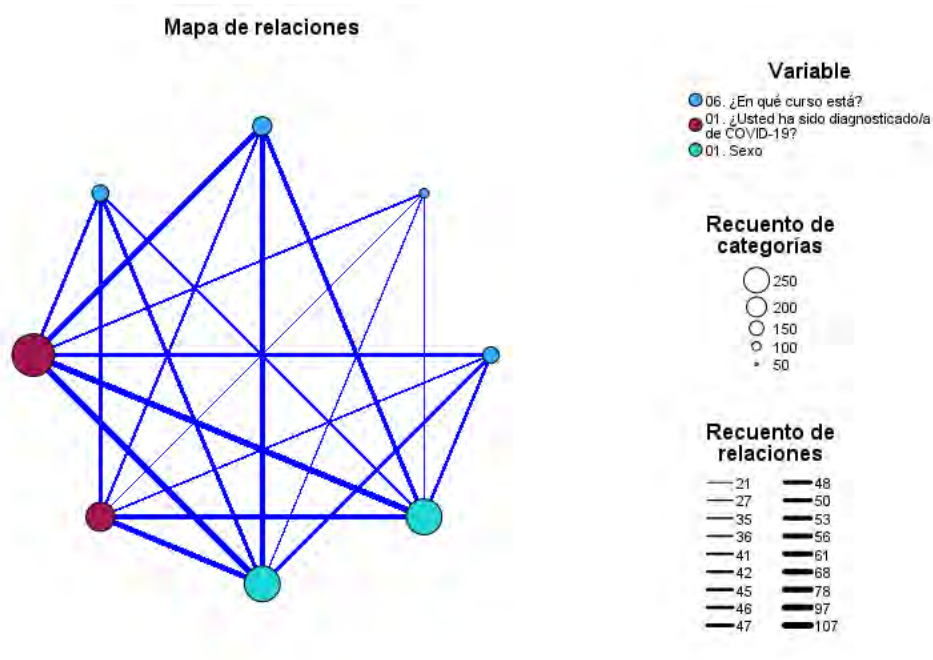 Mapa de relaciones
Variable
06. ¿En qué curso está?
01. ¿Usted ha sido diagnosticado/a
de COVID-19?
01. Sexo
Recuento de
categorías
250
200
150
100
50
Recuento de
relaciones
21
27
35
36
41
42
45
46
47
48
50
53
56
61
68
78
97
107